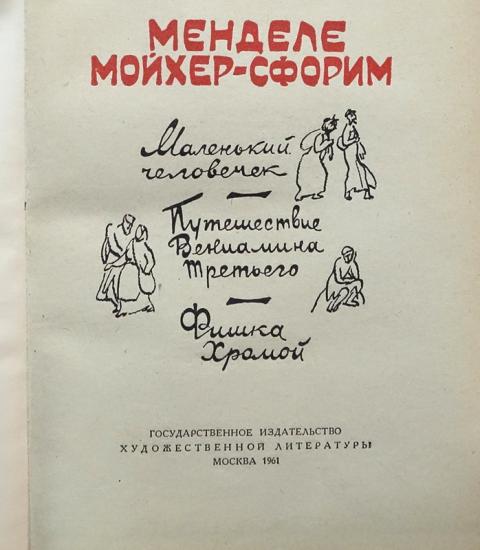 МЕНДЕЛЕ
МОЙХЕР-СФОРИМ
Маленький
человечек
Путешествие
Вениамина
Третьего
Фишка
Хромой
ГОСУДАРСТВЕННОЕ ИЗДАТЕЛЬСТВО
ХУДОЖЕСТВЕННОЙ ЛИТЕРАТУРЫ
МОСКВА 1961